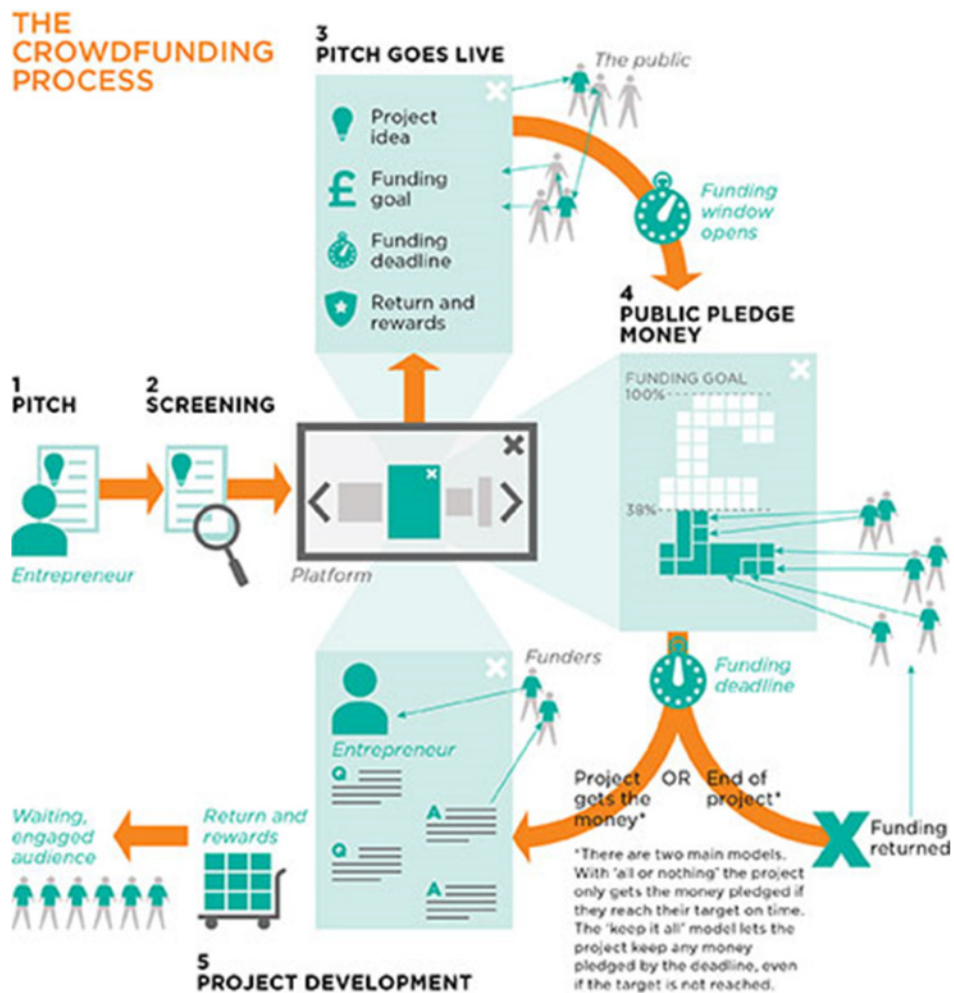 THE
CROWDFUNDING
PROCESS
3
PITCH GOES LIVE
The public
Project
idea
£ Funding
goal
Funding
deadline
Return and
rewards
Funding
window
opens
4
PUBLIC PLEDGE
MONEY
FUNDING GOAL
100%
38%
1
PITCH
2
SCREENING
Entrepreneur
Platform
Funders
Funding
deadline
Entrepreneur
Q
A
Q
A
Project
gets the
money*
OR
End of
project*
Funding
returned
Waiting,
engaged
audience
Return and
rewards
*There are two main models.
With 'all or nothing' the project
only gets the money pledged if
they reach their target on time.
The 'keep it all' model lets the
project keep any money
pledged by the deadline, even
if the target is not reached.
5
PROJECT DEVELOPMENT